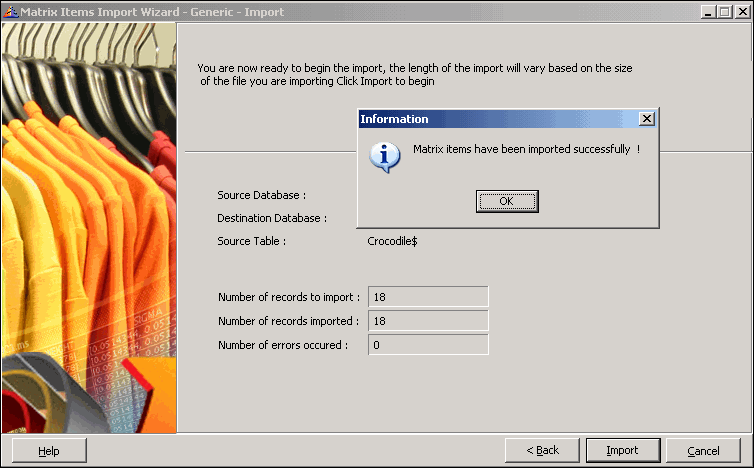 Matrix Items Import Wizard - Generic - Import
You are now ready to begin the import, the length of the import will vary based on the size
of the file you are importing Click Import to begin
Information
Matrix items have been imported successfully !
OK
Source Database :
Destination Database :
Source Table : Crocodile$
Number of records to import : 18
Number of records imported : 18
Number of errors occured : 0
SIGMA
Help
< Back
Import
Cancel